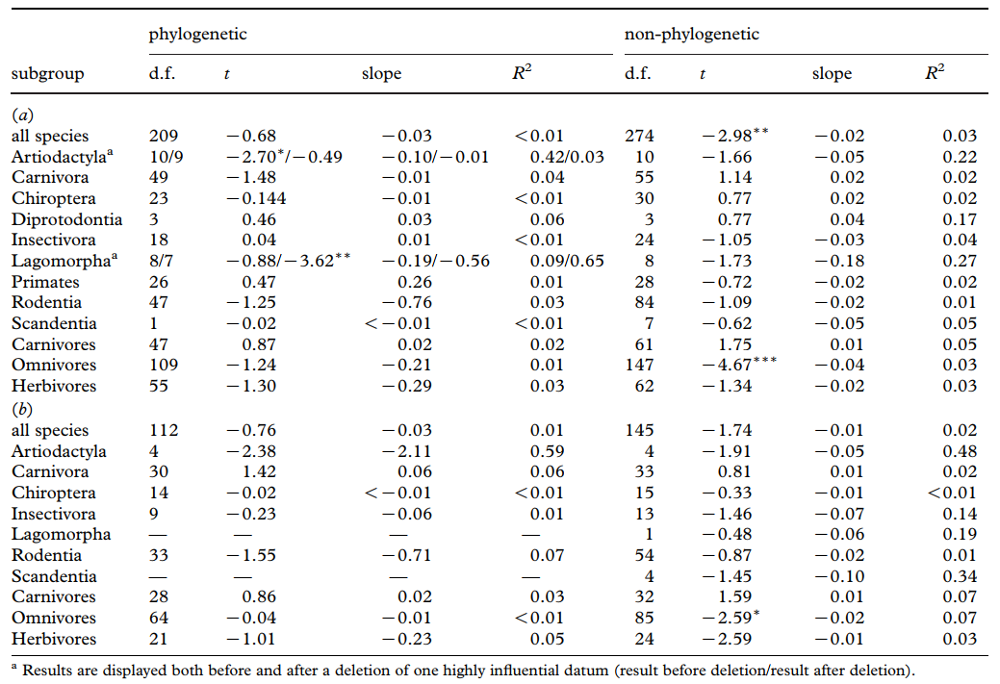 phylogenetic non-phylogenetic
subgroup d.f. t slope R² d.f. t slope R²
(a)
all species 209 −0.68 −0.03 <0.01 274 −2.98** −0.02 0.03
Artiodactylaᵃ 10/9 −2.70*/−0.49 −0.10/−0.01 0.42/0.03 10 −1.66 −0.05 0.22
Carnivora 49 −1.48 −0.01 0.04 55 1.14 0.02 0.02
Chiroptera 23 −0.144 −0.01 <0.01 30 0.77 0.02 0.02
Diprotodontia 3 0.46 0.03 0.06 3 0.77 0.04 0.17
Insectivora 18 0.04 0.01 <0.01 24 −1.05 −0.03 0.04
Lagomorphaᵃ 8/7 −0.88/−3.62** −0.19/−0.56 0.09/0.65 8 −1.73 −0.18 0.27
Primates 26 0.47 0.26 0.01 28 −0.72 −0.02 0.02
Rodentia 47 −1.25 −0.76 0.03 84 −1.09 −0.02 0.01
Scandentia 1 −0.02 <−0.01 <0.01 7 −0.62 −0.05 0.05
Carnivores 47 0.87 0.02 0.02 61 1.75 0.01 0.05
Omnivores 109 −1.24 −0.21 0.01 147 −4.67*** −0.04 0.03
Herbivores 55 −1.30 −0.29 0.03 62 −1.34 −0.02 0.03
(b)
all species 112 −0.76 −0.03 0.01 145 −1.74 −0.01 0.02
Artiodactyla 4 −2.38 −2.11 0.59 4 −1.91 −0.05 0.48
Carnivora 30 1.42 0.06 0.06 33 0.81 0.01 0.02
Chiroptera 14 −0.02 <−0.01 <0.01 15 −0.33 −0.01 <0.01
Insectivora 9 −0.23 −0.06 0.01 13 −1.46 −0.07 0.14
Lagomorpha — — — — 1 −0.48 −0.06 0.19
Rodentia 33 −1.55 −0.71 0.07 54 −0.87 −0.02 0.01
Scandentia — — — — 4 −1.45 −0.10 0.34
Carnivores 28 0.86 0.02 0.03 32 1.59 0.01 0.07
Omnivores 64 −0.04 −0.01 <0.01 85 −2.59* −0.02 0.07
Herbivores 21 −1.01 −0.23 0.05 24 −2.59 −0.01 0.03
ᵃ Results are displayed both before and after a deletion of one highly influential datum (result before deletion/result after deletion).